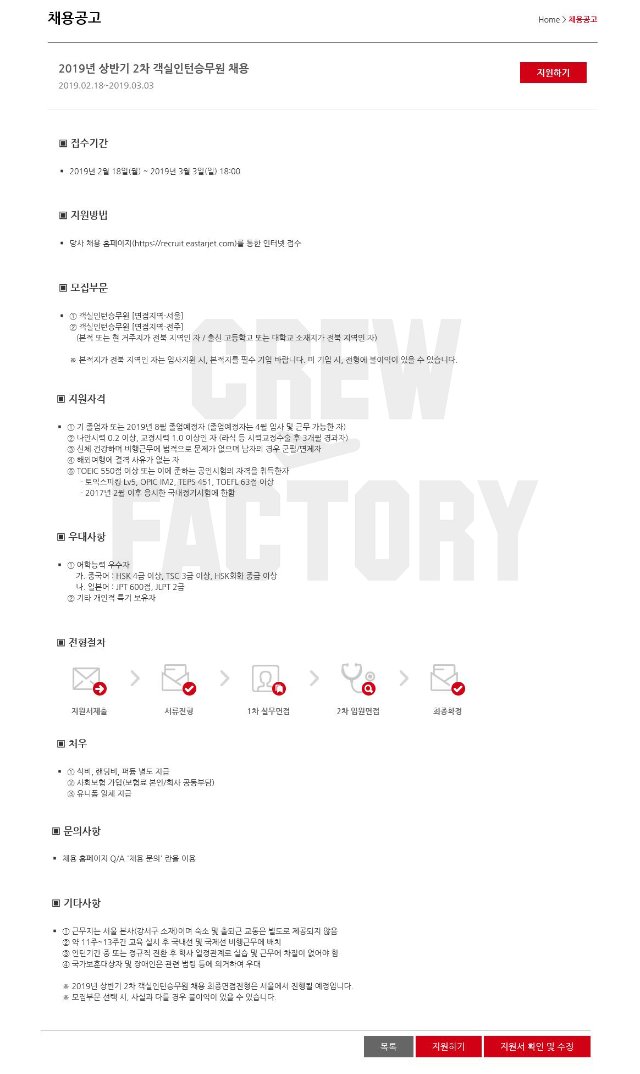 채용공고
Home > 채용공고
2019년 상반기 2차 객실인턴승무원 채용
2019.02.18~2019.03.03
지원하기
▣ 접수기간
• 2019년 2월 18일(월) ~ 2019년 3월 3일(일) 18:00
▣ 지원방법
• 당사 채용 홈페이지(https://recruit.eastarjet.com)를 통한 인터넷 접수
▣ 모집부문
• ① 객실인턴승무원 [면접지역-서울]
② 객실인턴승무원 [면접지역-전주]
(본적 또는 현 거주지가 전북 지역인 자 / 출신 고등학교 또는 대학교 소재지가 전북 지역인 자)
※ 본적지가 전북 지역인 자는 입사지원 시, 본적지를 필수 기입 바랍니다. 미 기입 시, 전형에 불이익이 있을 수 있습니다.
▣ 지원자격
• ① 기 졸업자 또는 2019년 8월 졸업예정자 (졸업예정자는 4월 입사 및 근무 가능한 자)
② 나안시력 0.2 이상, 교정시력 1.0 이상인 자 (라식 등 시력교정수술 후 3개월 경과자)
③ 신체 건강하며 비행근무에 법적으로 문제가 없으며 남자의 경우 군필/면제자
④ 해외여행에 결격 사유가 없는 자
⑤ TOEIC 550점 이상 또는 이에 준하는 공인시험의 자격을 취득한자
- 토익스피킹 Lv5, OPIC IM2, TEPS 451, TOEFL 63점 이상
- 2017년 2월 이후 응시한 국내정기시험에 한함
CREW
FACTORY
▣ 우대사항
• ① 어학능력 우수자
가. 중국어 : HSK 4급 이상, TSC 3급 이상, HSK회화 중급 이상
나. 일본어 : JPT 600점, JLPT 2급
② 기타 개인적 특기 보유자
▣ 전형절차
지원서제출
서류전형
1차 실무면접
2차 임원면접
최종확정
▣ 처우
• ① 식비, 랜딩비, 퍼듐 별도 지급
② 사회보험 가입(보험료 본인/회사 공동부담)
③ 유니폼 일체 지급
▣ 문의사항
• 채용 홈페이지 Q/A '채용 문의' 란을 이용
▣ 기타사항
• ① 근무지는 서울 본사(강서구 소재)이며 숙소 및 출퇴근 교통은 별도로 제공되지 않음
② 약 11주~13주간 교육 실시 후 국내선 및 국제선 비행근무에 배치
③ 인턴기간 중 또는 정규직 전환 후 회사 일정관계로 실습 및 근무에 차질이 없어야 함
④ 국가보훈대상자 및 장애인은 관련 법령 등에 의거하여 우대
※ 2019년 상반기 2차 객실인턴승무원 채용 최종면접전형은 서울에서 진행될 예정입니다.
※ 모집부문 선택 시, 사실과 다를 경우 불이익이 있을 수 있습니다.
목록
지원하기
지원서 확인 및 수정